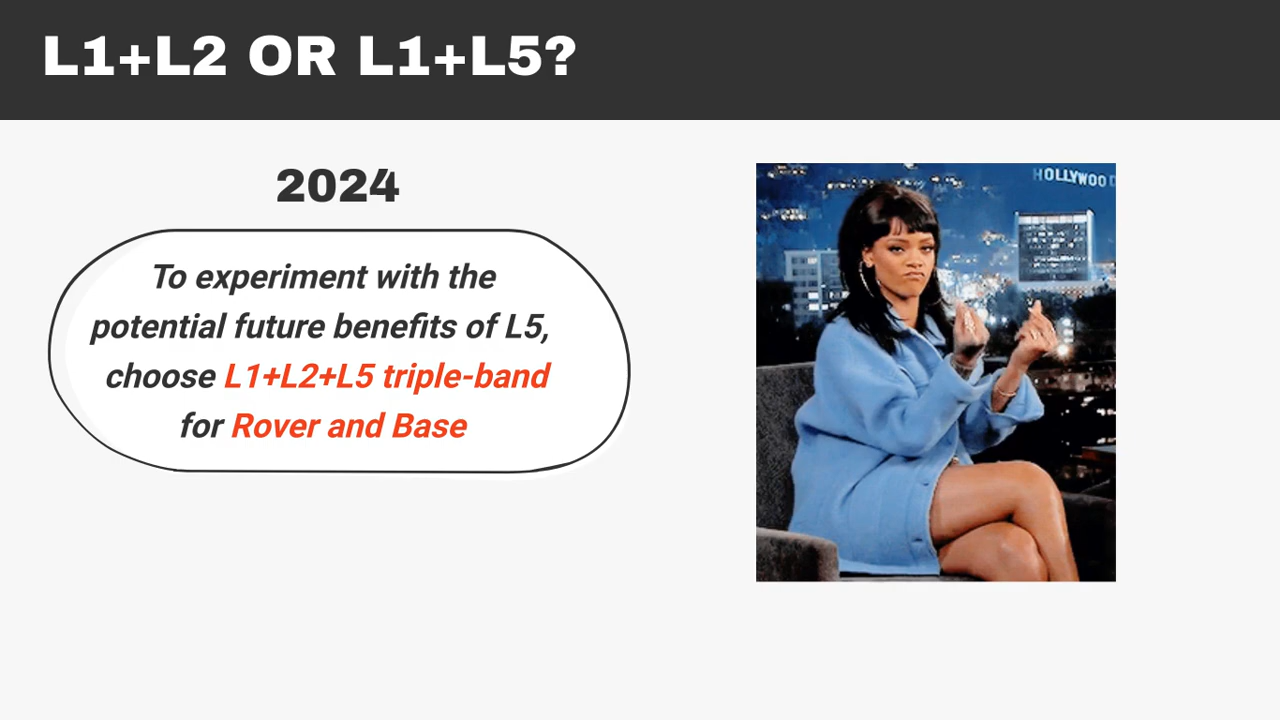 L1+L2 OR L1+L5?
2024
To experiment with the
potential future benefits of L5,
choose L1+L2+L5 triple-band
for Rover and Base
HOLLYWOOD